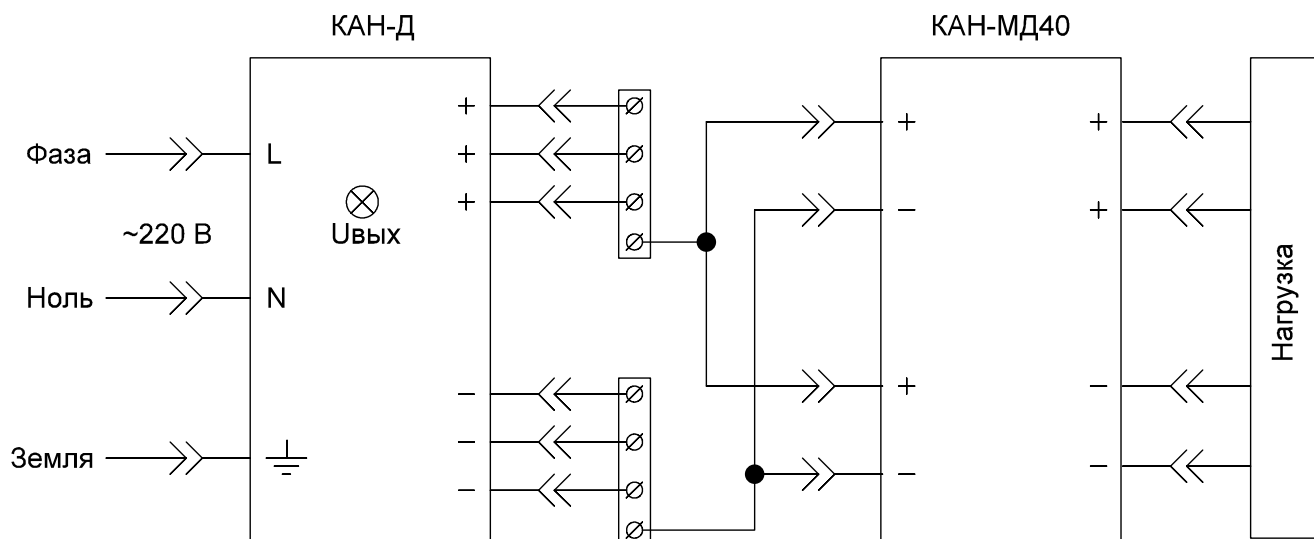 КАН-Д
КАН-МД40
+
+
+
+
+
Фаза
L
+
~220 В
Uвых
+
−
+
Ноль
N
Нагрузка
−
+
−
−
Земля
−
−
−